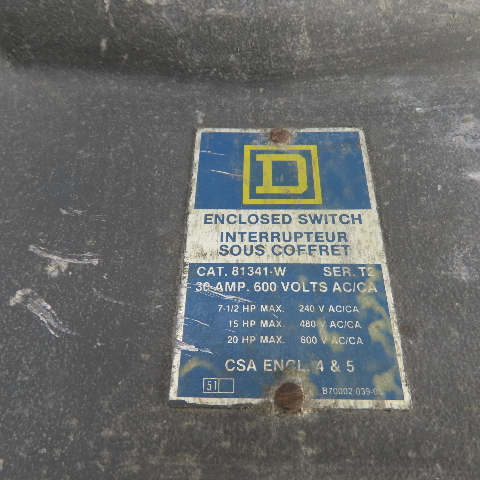 D
ENCLOSED SWITCH
INTERRUPTEUR
SOUS COFFRET
CAT. 81341-W SER. T2
30 AMP. 600 VOLTS AC/CA
7-1/2 HP MAX. 240 V AC/CA
15 HP MAX. 480 V AC/CA
20 HP MAX. 600 V AC/CA
CSA ENCL. 4 & 5
51